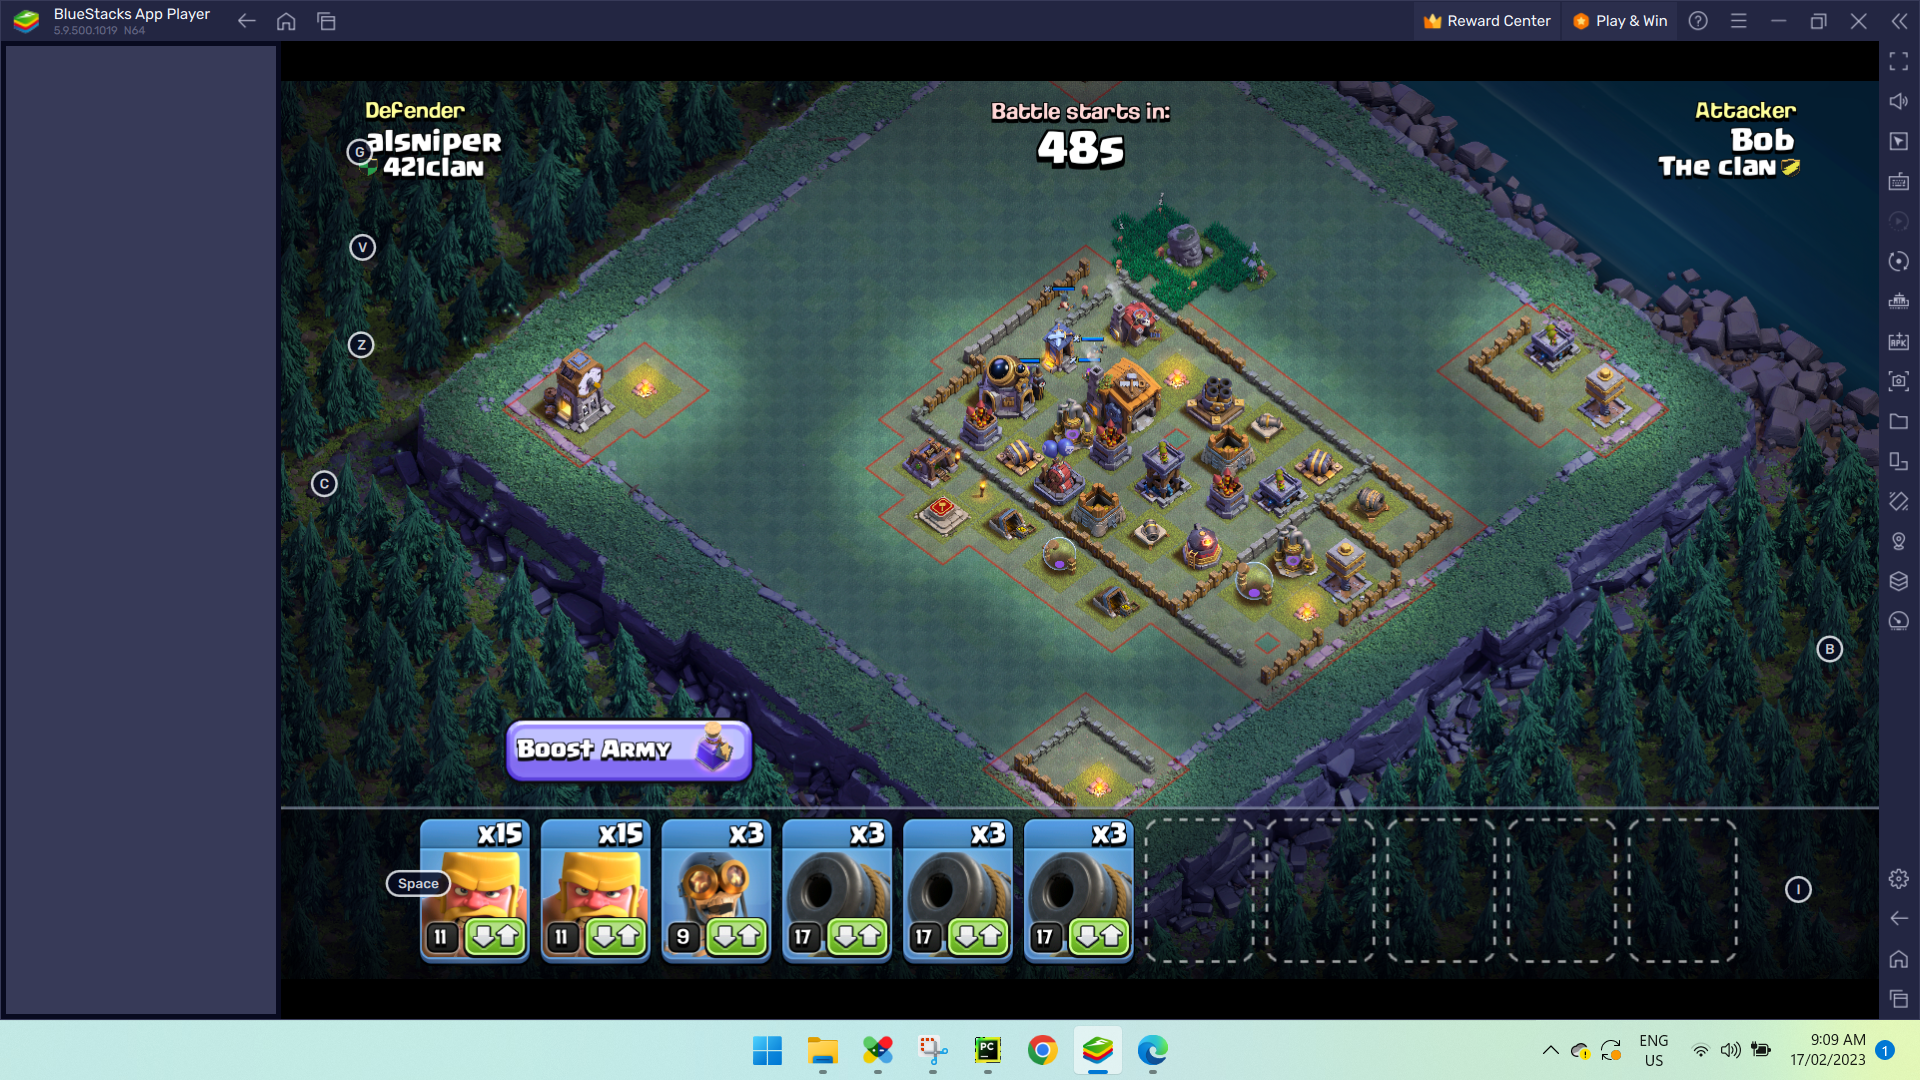 BlueStacks App Player
5.9.500.1019 N64
Reward Center
Play & Win
Defender
alsniper
421clan
Battle starts in:
48s
Attacker
Bob
The clan
G
V
Z
C
B
I
Boost Army
x15
x15
x3
x3
x3
x3
Space
11
11
9
17
17
17
PC
ENG
US
9:09 AM
17/02/2023
1